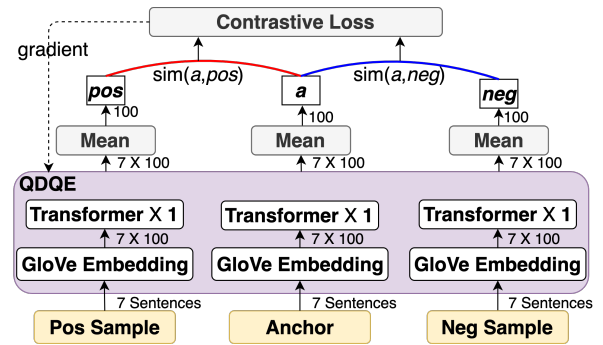 Contrastive Loss
gradient
sim(a,pos) sim(a,neg)
pos a neg
100 100 100
Mean Mean Mean
7 X 100 7 X 100 7 X 100
QDQE
Transformer X 1 Transformer X 1 Transformer X 1
7 X 100 7 X 100 7 X 100
GloVe Embedding GloVe Embedding GloVe Embedding
7 Sentences 7 Sentences 7 Sentences
Pos Sample Anchor Neg Sample